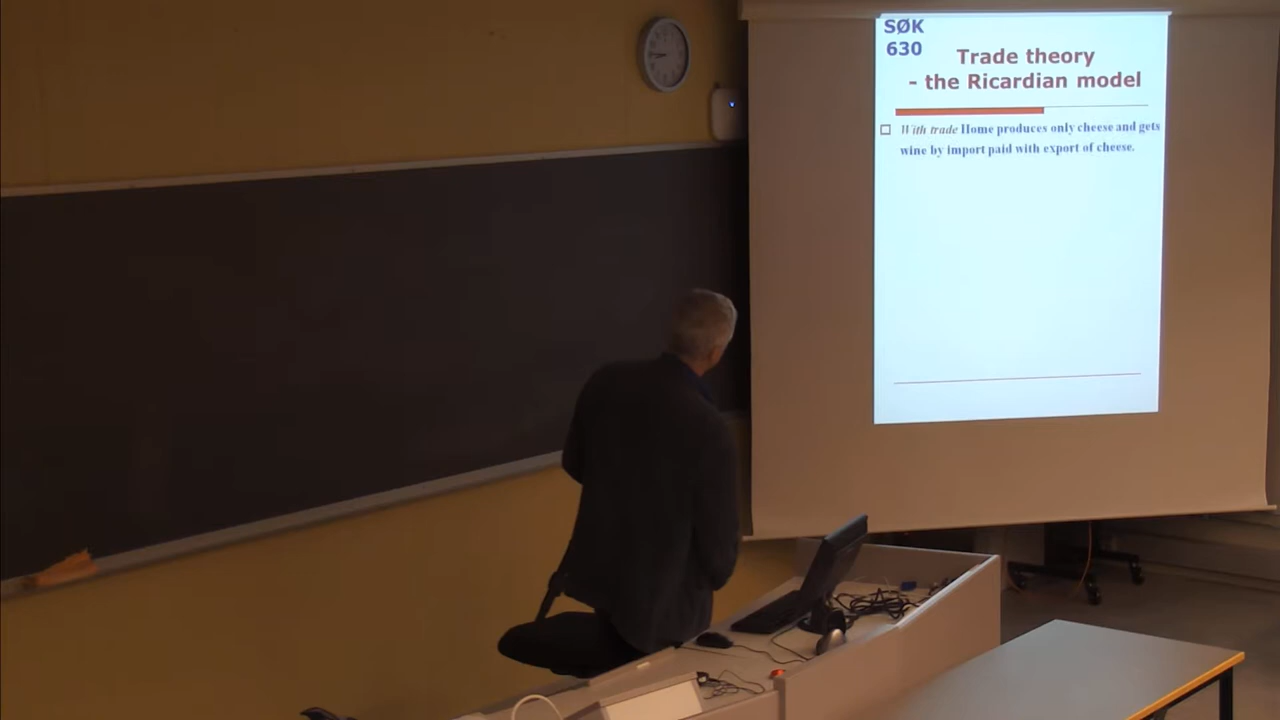 SØK
630
Trade theory
- the Ricardian model
With trade Home produces only cheese and gets
wine by import paid with export of cheese.